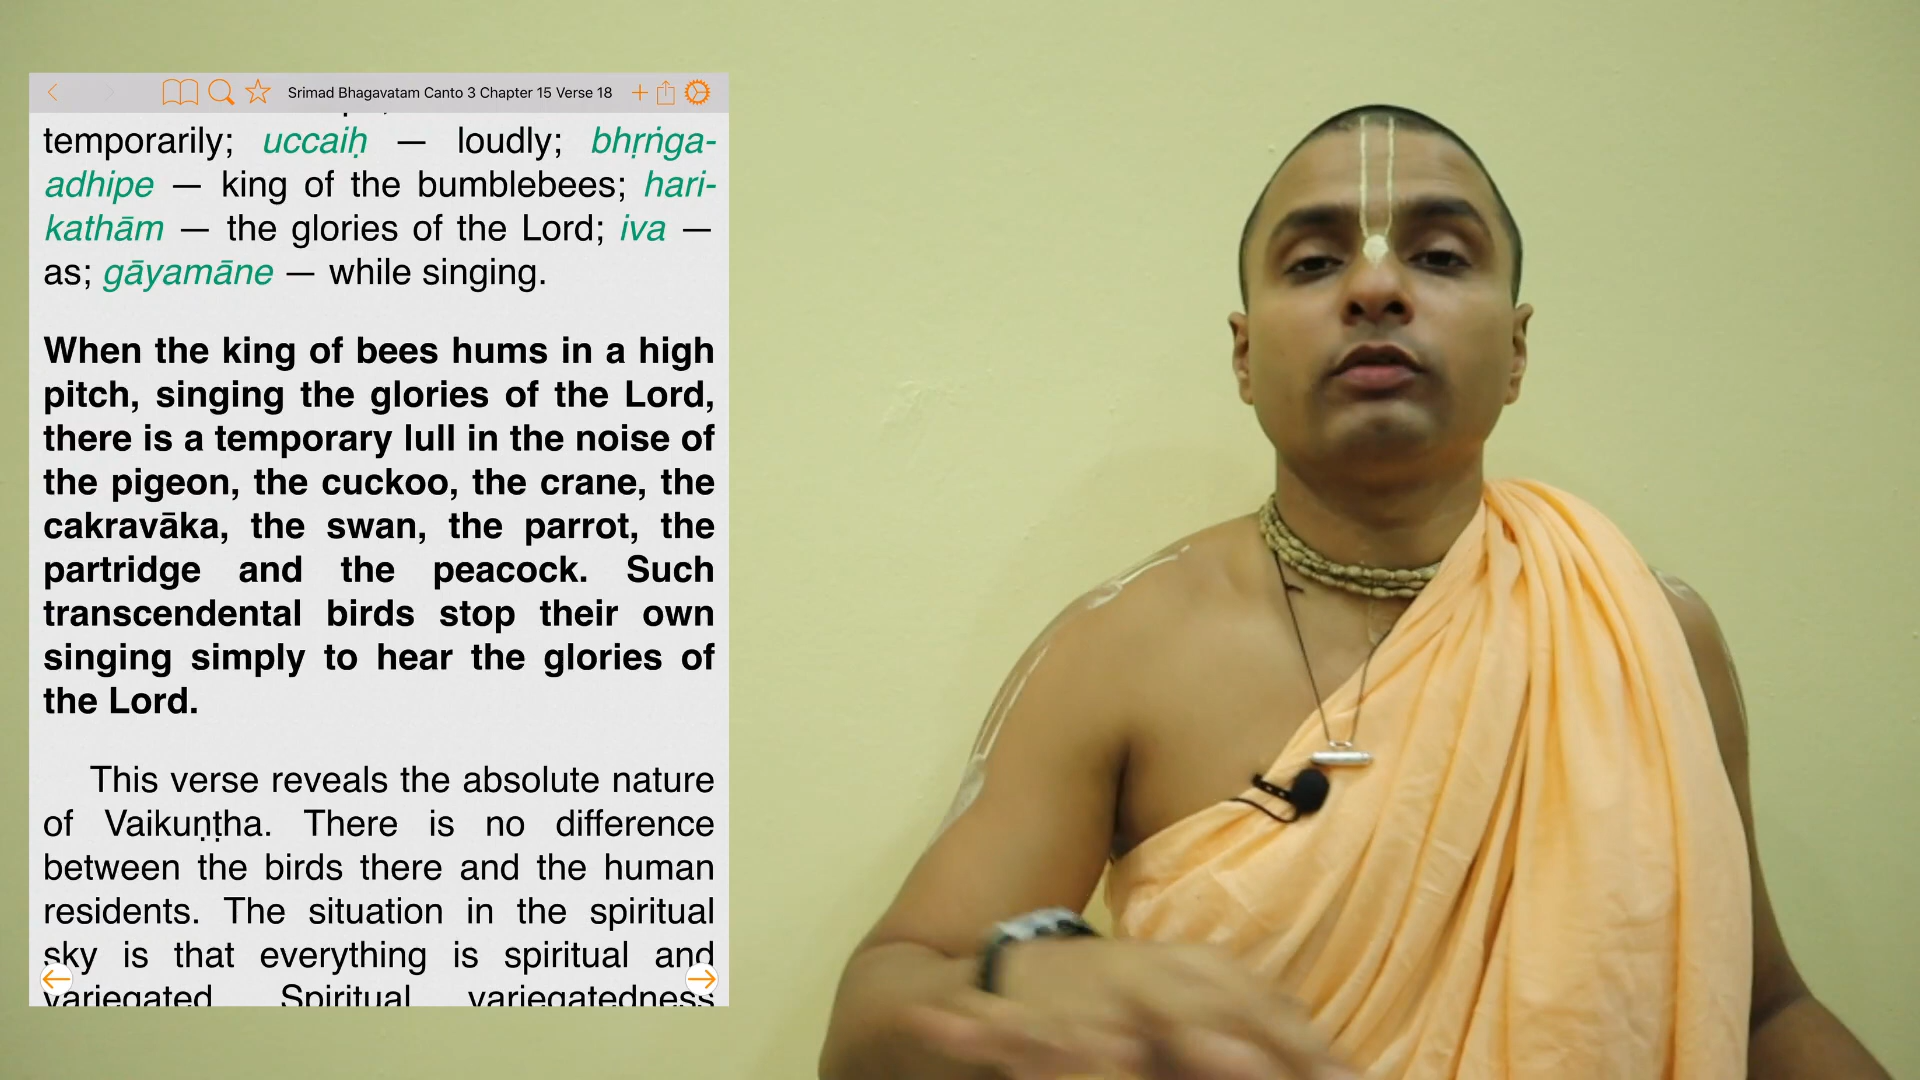 Srimad Bhagavatam Canto 3 Chapter 15 Verse 18
temporarily; uccaiḥ — loudly; bhṛṅga-
adhipe — king of the bumblebees; hari-
kathām — the glories of the Lord; iva —
as; gāyamāne — while singing.
When the king of bees hums in a high
pitch, singing the glories of the Lord,
there is a temporary lull in the noise of
the pigeon, the cuckoo, the crane, the
cakravāka, the swan, the parrot, the
partridge and the peacock. Such
transcendental birds stop their own
singing simply to hear the glories of
the Lord.
This verse reveals the absolute nature
of Vaikuṇṭha. There is no difference
between the birds there and the human
residents. The situation in the spiritual
sky is that everything is spiritual and
variegated. Spiritual variegatedness